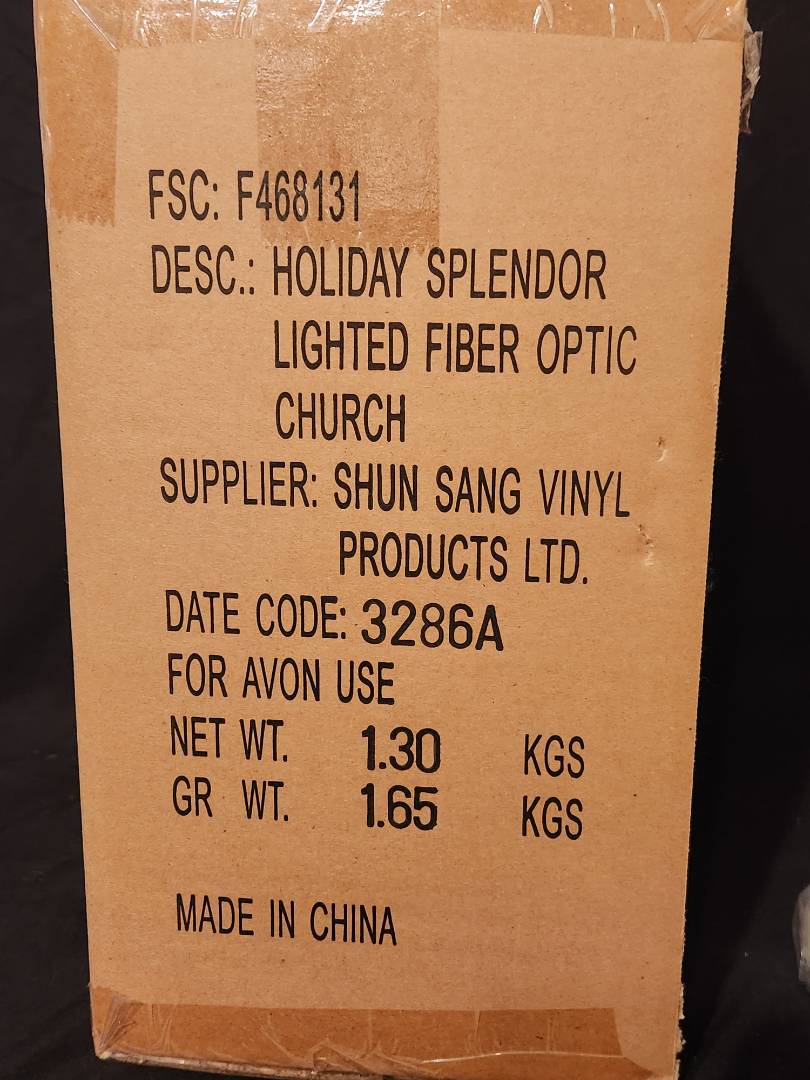 FSC: F468131
DESC.: HOLIDAY SPLENDOR
LIGHTED FIBER OPTIC
CHURCH
SUPPLIER: SHUN SANG VINYL
PRODUCTS LTD.
DATE CODE: 3286A
FOR AVON USE
NET WT. 1.30 KGS
GR WT. 1.65 KGS
MADE IN CHINA